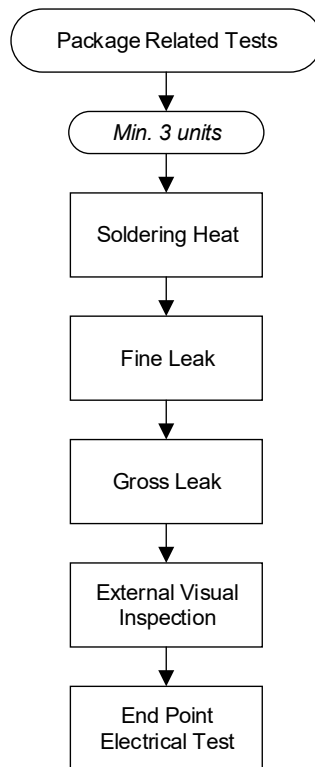 Package Related Tests
Min. 3 units
Soldering Heat
Fine Leak
Gross Leak
External Visual
Inspection
End Point
Electrical Test